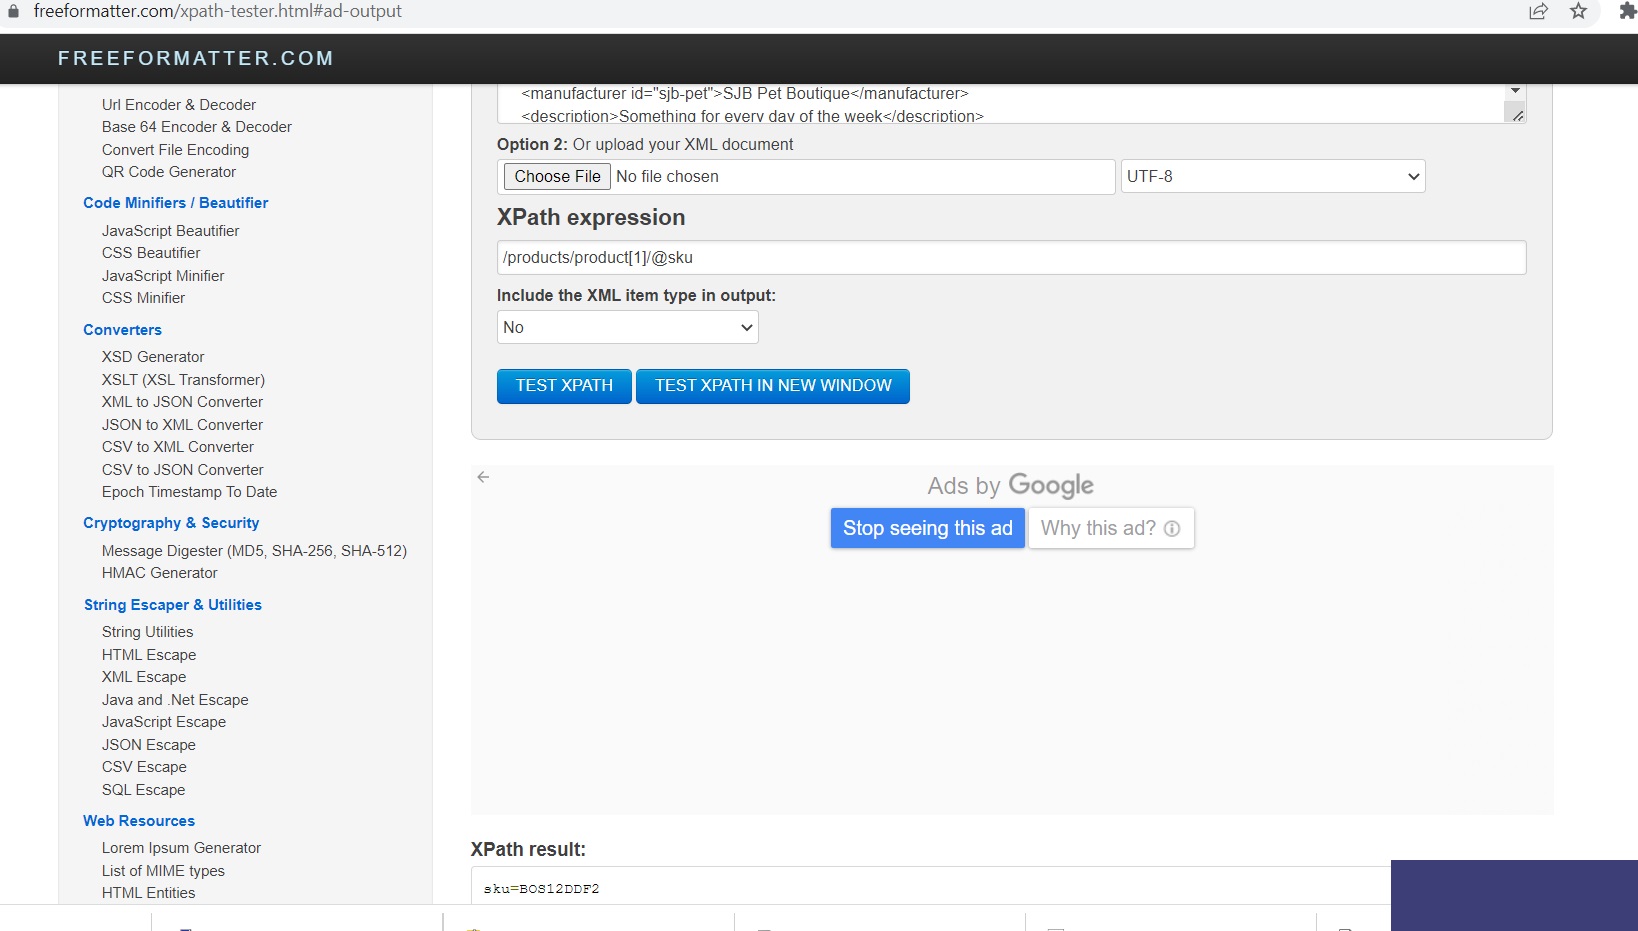 freeformatter.com/xpath-tester.html#ad-output
FREEFORMATTER.COM
Url Encoder & Decoder
Base 64 Encoder & Decoder
Convert File Encoding
QR Code Generator
Code Minifiers / Beautifier
JavaScript Beautifier
CSS Beautifier
JavaScript Minifier
CSS Minifier
Converters
XSD Generator
XSLT (XSL Transformer)
XML to JSON Converter
JSON to XML Converter
CSV to XML Converter
CSV to JSON Converter
Epoch Timestamp To Date
Cryptography & Security
Message Digester (MD5, SHA-256, SHA-512)
HMAC Generator
String Escaper & Utilities
String Utilities
HTML Escape
XML Escape
Java and .Net Escape
JavaScript Escape
JSON Escape
CSV Escape
SQL Escape
Web Resources
Lorem Ipsum Generator
List of MIME types
HTML Entities
<manufacturer id="sjb-pet">SJB Pet Boutique</manufacturer>
<description>Something for every day of the week</description>
Option 2: Or upload your XML document
Choose File No file chosen UTF-8
XPath expression
/products/product[1]/@sku
Include the XML item type in output:
No
TEST XPATH TEST XPATH IN NEW WINDOW
Ads by Google
Stop seeing this ad Why this ad?
XPath result:
sku=BOS12DDF2